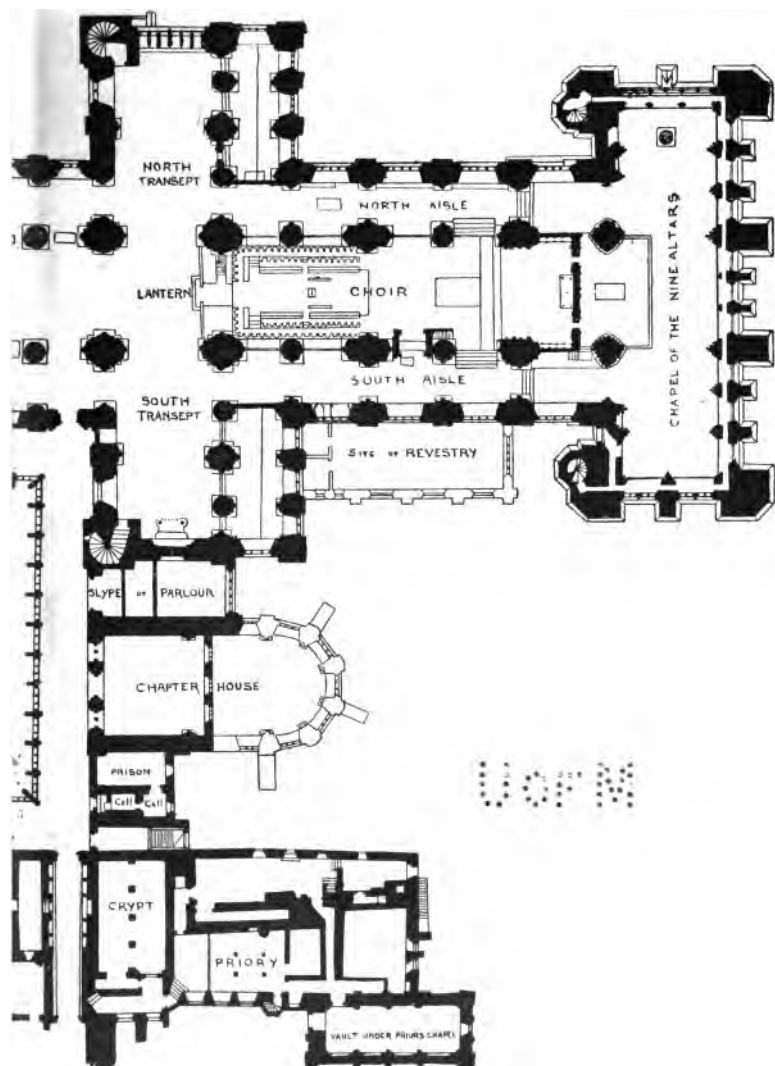 NORTH
TRANSEPT
NORTH AISLE
LANTERN
CHOIR
CHAPEL OF THE NINE ALTARS
SOUTH AISLE
SOUTH
TRANSEPT
SITE OF REVESTRY
SLYPE OR PARLOUR
CHAPTER HOUSE
PRISON
Cell Cell
U OF M
CRYPT
PRIORY
VAULT UNDER PRIORS CHAPEL